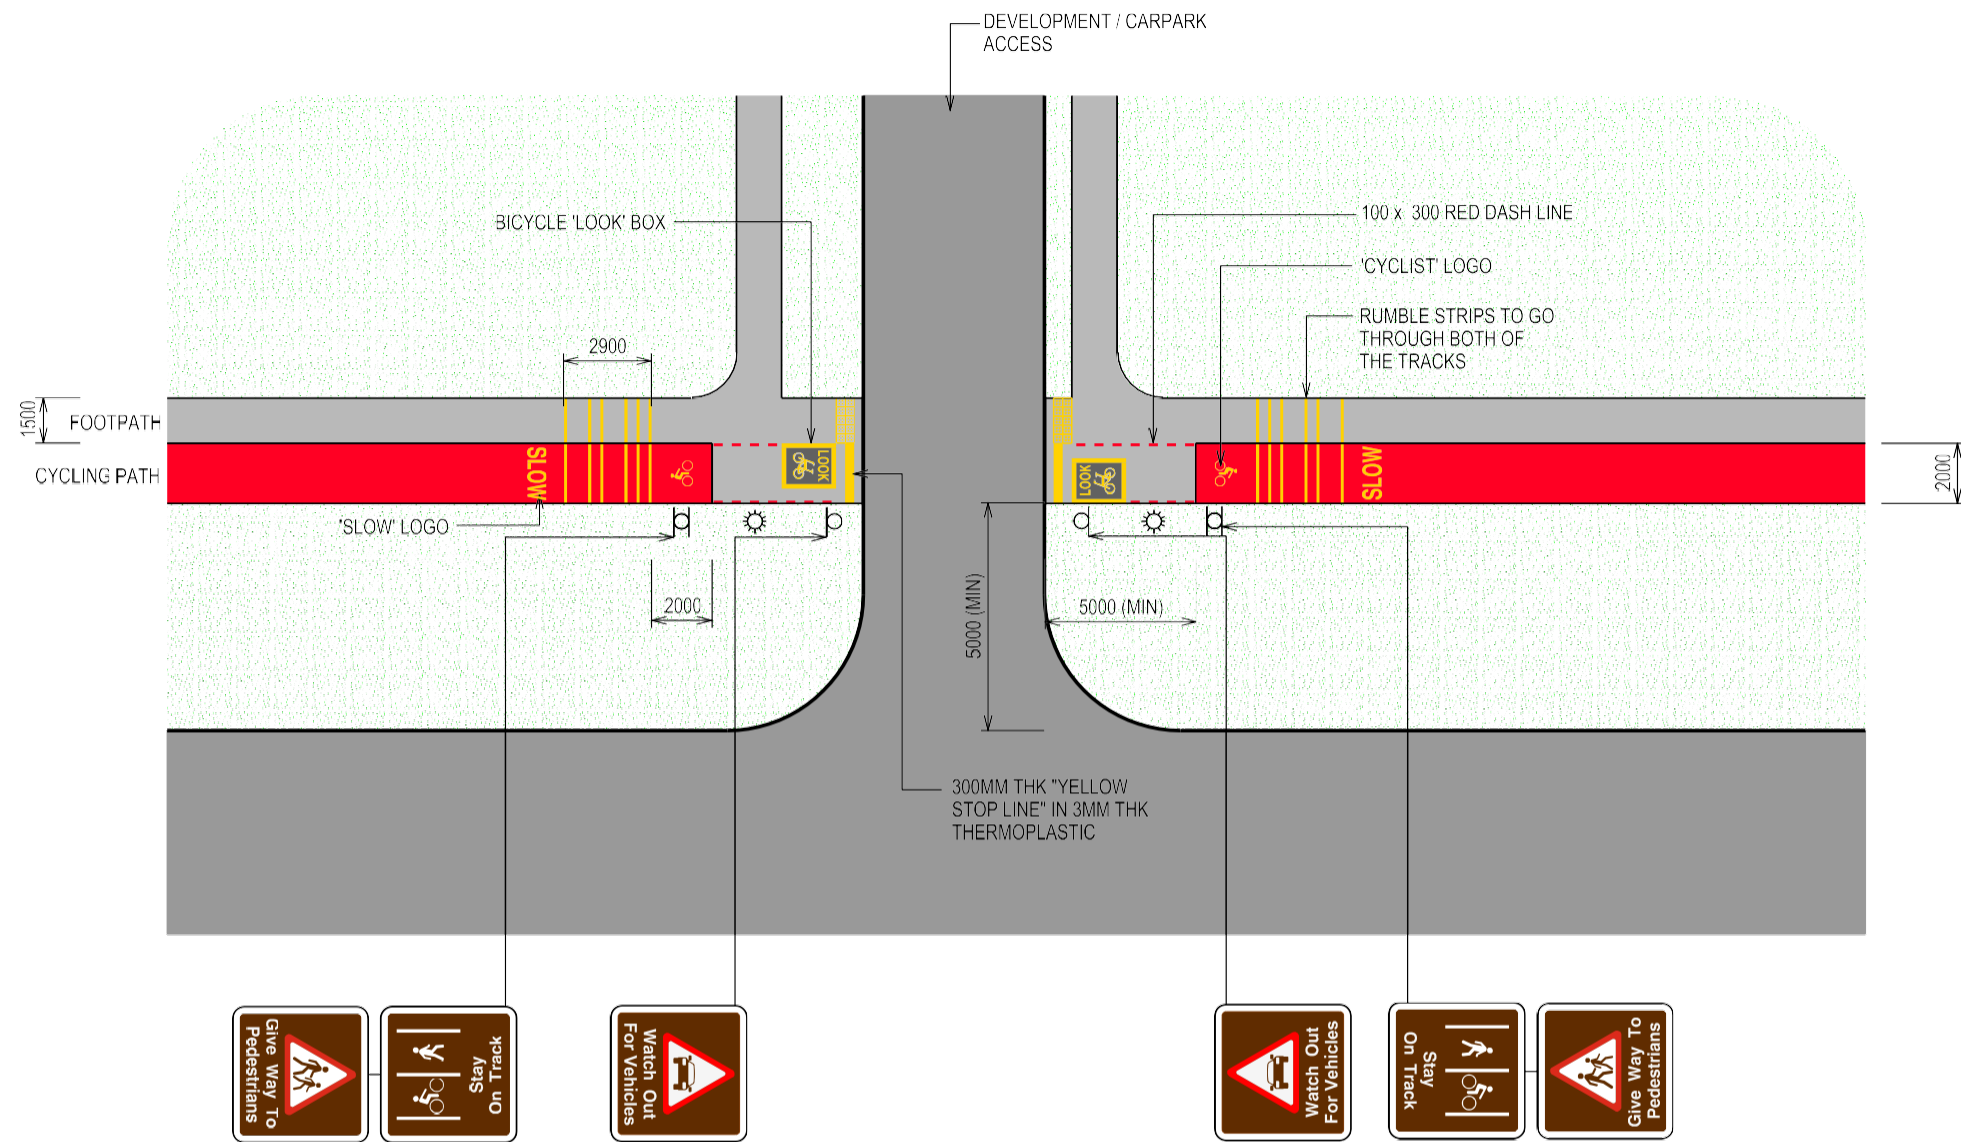 DEVELOPMENT / CARPARK
ACCESS
BICYCLE 'LOOK' BOX
100 x 300 RED DASH LINE
'CYCLIST' LOGO
RUMBLE STRIPS TO GO
THROUGH BOTH OF
THE TRACKS
2900
1500
FOOTPATH
CYCLING PATH
SLOW
LOOK
LOOK
SLOW
2000
'SLOW' LOGO
2000
5000 (MIN)
5000 (MIN)
300MM THK "YELLOW
STOP LINE" IN 3MM THK
THERMOPLASTIC
Give Way To
Pedestrians
Stay
On Track
Watch Out
For Vehicles
Watch Out
For Vehicles
Stay
On Track
Give Way To
Pedestrians